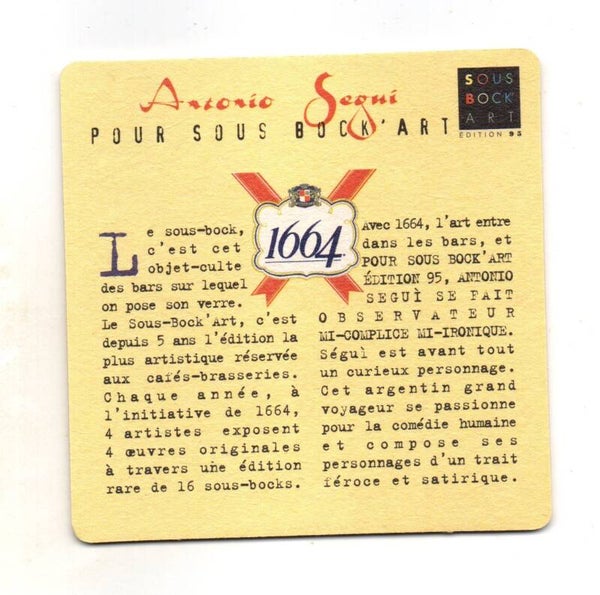 Antonio Seguí
POUR SOUS BOCK'ART
SOUS
BOCK'
ART
ÉDITION 95
1664
Le sous-bock,
c'est cet
objet-culte
des bars sur lequel
on pose son verre.
Le Sous-Bock'Art, c'est
depuis 5 ans l'édition la
plus artistique réservée
aux cafés-brasseries.
Chaque année, à
l'initiative de 1664,
4 artistes exposent
4 œuvres originales
à travers une édition
rare de 16 sous-bocks.
Avec 1664, l'art entre
dans les bars, et
POUR SOUS BOCK'ART
ÉDITION 95, ANTONIO
SEGUÌ SE FAIT
OBSERVATEUR
MI-COMPLICE MI-IRONIQUE.
Séguì est avant tout
un curieux personnage.
Cet argentin grand
voyageur se passionne
pour la comédie humaine
et compose ses
personnages d'un trait
féroce et satirique.